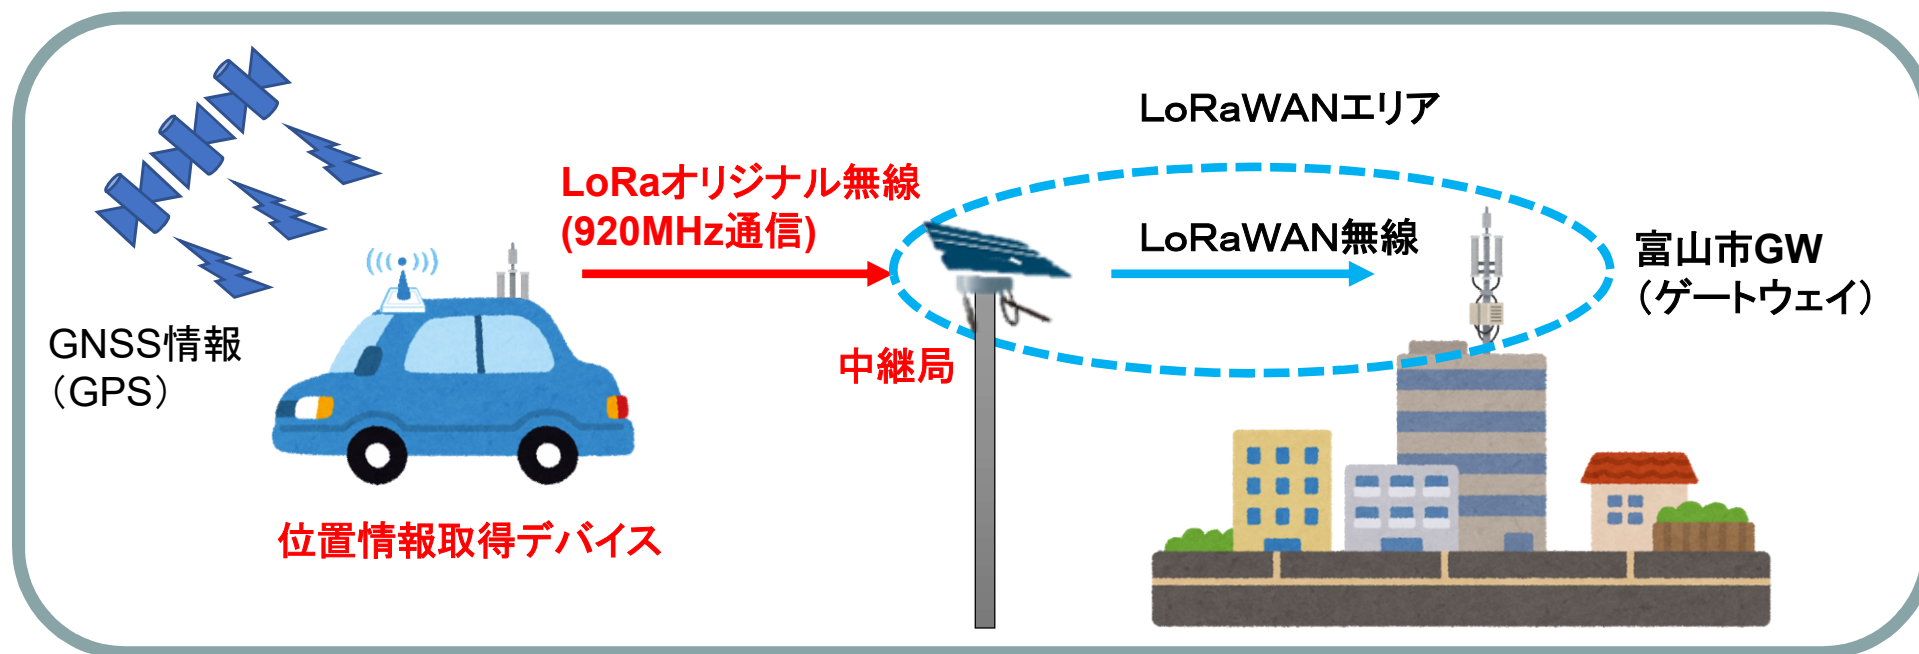 GNSS情報
（GPS）
位置情報取得デバイス
LoRaオリジナル無線
(920MHz通信)
中継局
LoRaWANエリア
LoRaWAN無線
富山市GW
（ゲートウェイ）